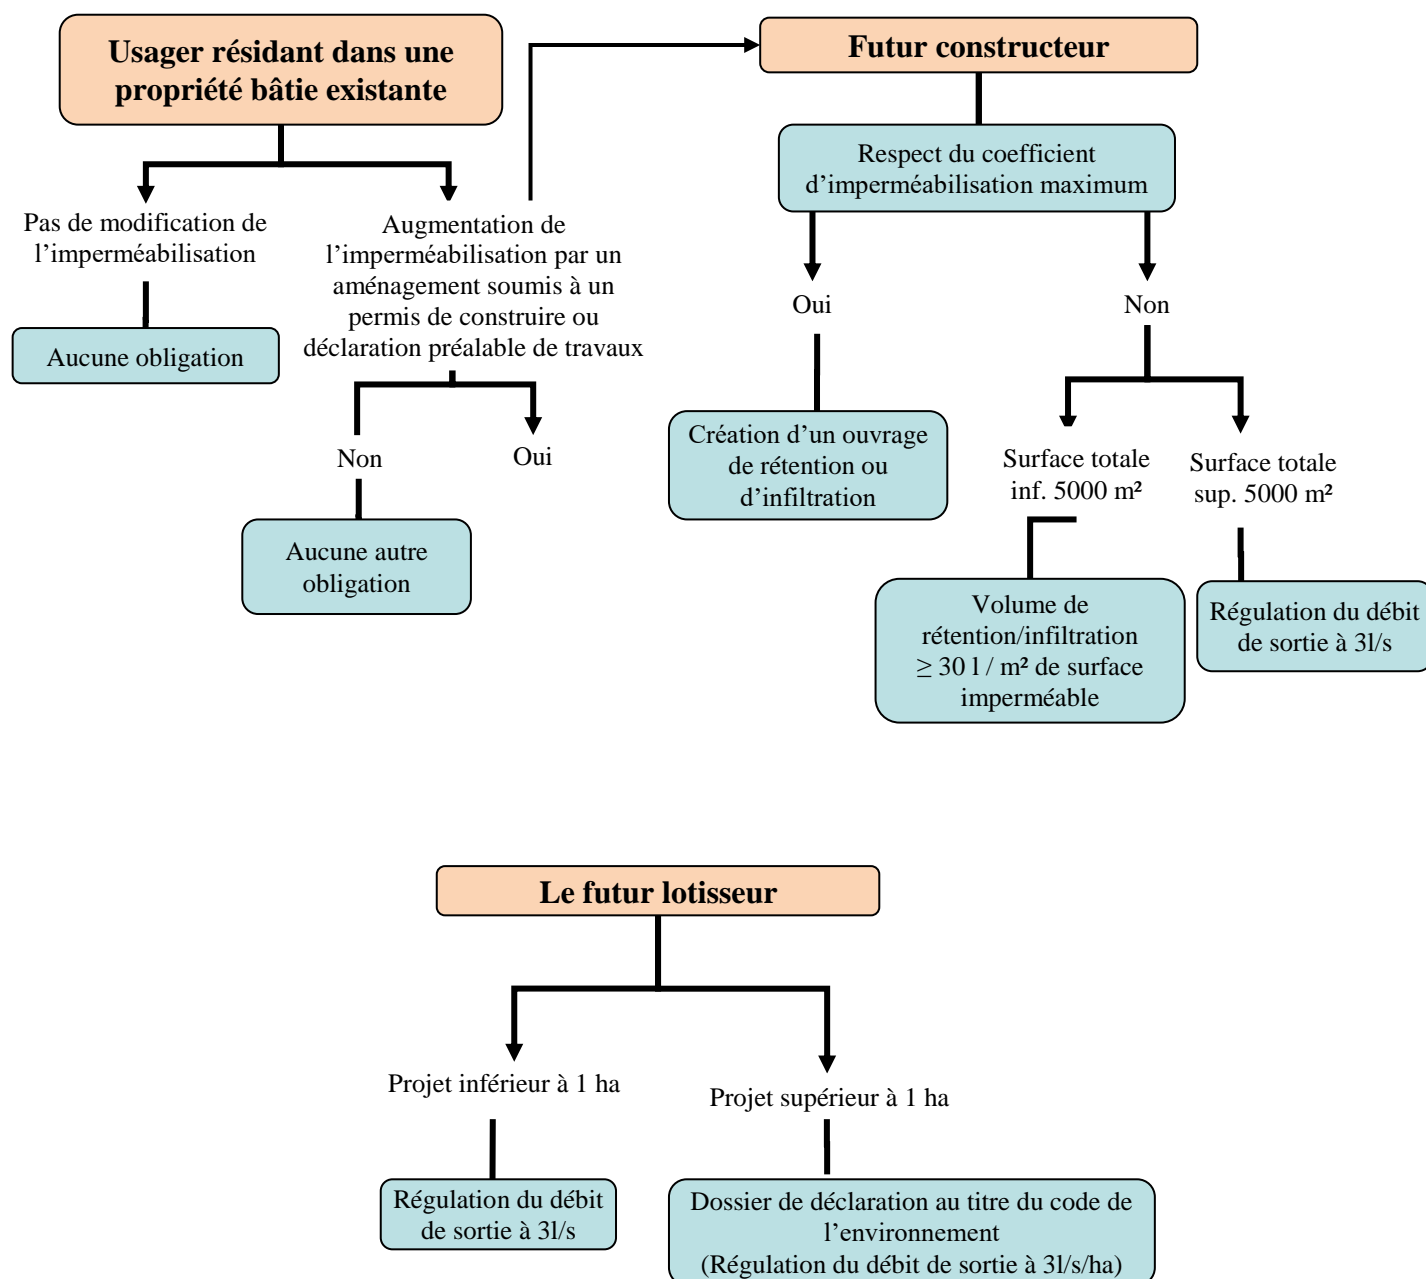 Usager résidant dans une
propriété bâtie existante
Pas de modification de
l’imperméabilisation
Aucune obligation
Augmentation de
l’imperméabilisation par un
aménagement soumis à un
permis de construire ou
déclaration préalable de travaux
Non
Oui
Aucune autre
obligation
Futur constructeur
Respect du coefficient
d’imperméabilisation maximum
Oui
Non
Création d’un ouvrage
de rétention ou
d’infiltration
Surface totale
inf. 5000 m²
Surface totale
sup. 5000 m²
Volume de
rétention/infiltration
≥ 30 l / m² de surface
imperméable
Régulation du débit
de sortie à 3l/s
Le futur lotisseur
Projet inférieur à 1 ha
Projet supérieur à 1 ha
Régulation du débit
de sortie à 3l/s
Dossier de déclaration au titre du code de
l’environnement
(Régulation du débit de sortie à 3l/s/ha)